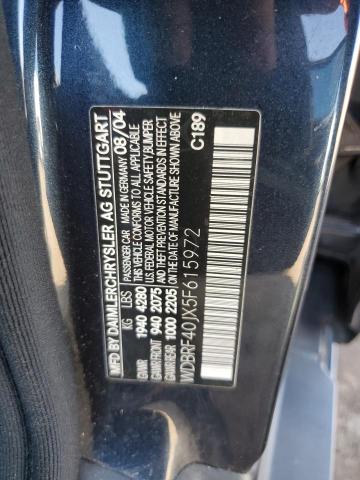 MFD BY DAIMLERCHRYSLER AG STUTTGART
PASSENGER CAR MADE IN GERMANY 08/04
KG LBS THIS VEHICLE CONFORMS TO ALL APPLICABLE
GVWR 1940 4280 U.S. FEDERAL MOTOR VEHICLE SAFETY, BUMPER
GAWR/FRONT 940 2075 AND THEFT PREVENTION STANDARDS IN EFFECT
GAWR/REAR 1000 2205 ON THE DATE OF MANUFACTURE SHOWN ABOVE
WDBRF40JX5F615972 C189